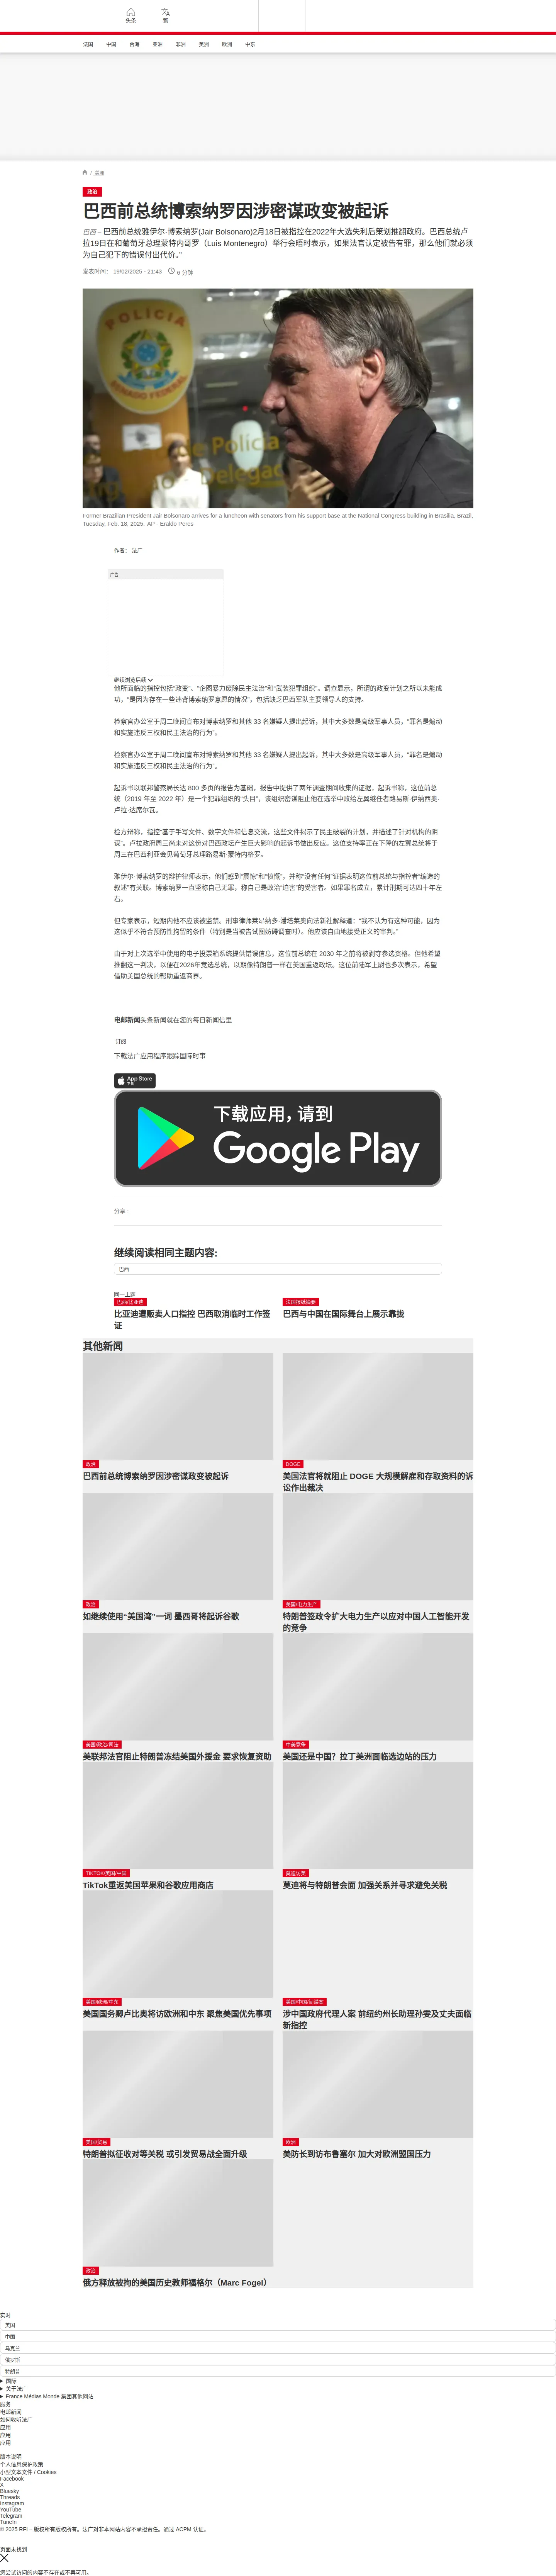 头条
繁
法国 中国 台海 亚洲 非洲 美洲 欧洲 中东
/ 美洲
政治
巴西前总统博索纳罗因涉密谋政变被起诉
巴西 – 巴西前总统雅伊尔·博索纳罗(Jair Bolsonaro)2月18日被指控在2022年大选失利后策划推翻政府。巴西总统卢
拉19日在和葡萄牙总理蒙特内哥罗（Luis Montenegro）举行会晤时表示，如果法官认定被告有罪，那么他们就必须
为自己犯下的错误付出代价。"
发表时间： 19/02/2025 - 21:43 6 分钟
POLÍCIA
Former Brazilian President Jair Bolsonaro arrives for a luncheon with senators from his support base at the National Congress building in Brasilia, Brazil,
Tuesday, Feb. 18, 2025. AP - Eraldo Peres
作者： 法广
广告
继续浏览后续
他所面临的指控包括“政变”、“企图暴力废除民主法治”和“武装犯罪组织”。调查显示，所谓的政变计划之所以未能成
功，“是因为存在一些违背博索纳罗意愿的情况”，包括缺乏巴西军队主要领导人的支持。
检察官办公室于周二晚间宣布对博索纳罗和其他 33 名嫌疑人提出起诉，其中大多数是高级军事人员，“罪名是煽动
和实施违反三权和民主法治的行为”。
检察官办公室于周二晚间宣布对博索纳罗和其他 33 名嫌疑人提出起诉，其中大多数是高级军事人员，“罪名是煽动
和实施违反三权和民主法治的行为”。
起诉书以联邦警察局长达 800 多页的报告为基础，报告中提供了两年调查期间收集的证据，起诉书称，这位前总
统（2019 年至 2022 年）是一个犯罪组织的“头目”，该组织密谋阻止他在选举中败给左翼继任者路易斯·伊纳西奥·
卢拉·达席尔瓦。
检方辩称，指控“基于手写文件、数字文件和信息交流，这些文件揭示了民主破裂的计划，并描述了针对机构的阴
谋”。卢拉政府周三尚未对这份对巴西政坛产生巨大影响的起诉书做出反应。这位支持率正在下降的左翼总统将于
周三在巴西利亚会见葡萄牙总理路易斯·蒙特内格罗。
雅伊尔·博索纳罗的辩护律师表示，他们感到“震惊”和“愤慨”，并称“没有任何”证据表明这位前总统与指控者“编造的
叙述”有关联。博索纳罗一直坚称自己无罪，称自己是政治“迫害”的受害者。如果罪名成立，累计刑期可达四十年左
右。
但专家表示，短期内他不应该被监禁。刑事律师莱昂纳多·潘塔莱奥向法新社解释道：“我不认为有这种可能，因为
这似乎不符合预防性拘留的条件（特别是当被告试图妨碍调查时）。他应该自由地接受正义的审判。”
由于对上次选举中使用的电子投票箱系统提供错误信息，这位前总统在 2030 年之前将被剥夺参选资格。但他希望
推翻这一判决，以便在2026年竞选总统，以期像特朗普一样在美国重返政坛。这位前陆军上尉也多次表示，希望
借助美国总统的帮助重返商界。
电邮新闻头条新闻就在您的每日新闻信里
订阅
下载法广应用程序跟踪国际时事
App Store
下载
下载应用，请到
Google Play
分享 :
继续阅读相同主题内容:
巴西
同一主题
巴西/比亚迪
比亚迪遭贩卖人口指控 巴西取消临时工作签
证
法国报纸摘要
巴西与中国在国际舞台上展示靠拢
其他新闻
政治
巴西前总统博索纳罗因涉密谋政变被起诉
DOGE
美国法官将就阻止 DOGE 大规模解雇和存取资料的诉
讼作出裁决
政治
如继续使用“美国湾”一词 墨西哥将起诉谷歌
美国/电力生产
特朗普签政令扩大电力生产以应对中国人工智能开发
的竞争
美国/政治/司法
美联邦法官阻止特朗普冻结美国外援金 要求恢复资助
中美竞争
美国还是中国？拉丁美洲面临选边站的压力
TIKTOK/美国/中国
TikTok重返美国苹果和谷歌应用商店
莫迪访美
莫迪将与特朗普会面 加强关系并寻求避免关税
美国/欧洲/中东
美国国务卿卢比奥将访欧洲和中东 聚焦美国优先事项
美国/中国/间谍案
涉中国政府代理人案 前纽约州长助理孙雯及丈夫面临
新指控
美国/贸易
特朗普拟征收对等关税 或引发贸易战全面升级
欧洲
美防长到访布鲁塞尔 加大对欧洲盟国压力
政治
俄方释放被拘的美国历史教师福格尔（Marc Fogel）
实时
美国
中国
乌克兰
俄罗斯
特朗普
国际
关于法广
France Médias Monde 集团其他网站
服务
电邮新闻
如何收听法广
应用
应用
应用
版本说明
个人信息保护政策
小型文本文件 / Cookies
Facebook
X
Bluesky
Threads
Instagram
YouTube
Telegram
TuneIn
© 2025 RFI – 版权所有版权所有。法广对非本网站内容不承担责任。通过 ACPM 认证。
页面未找到
您尝试访问的内容不存在或不再可用。